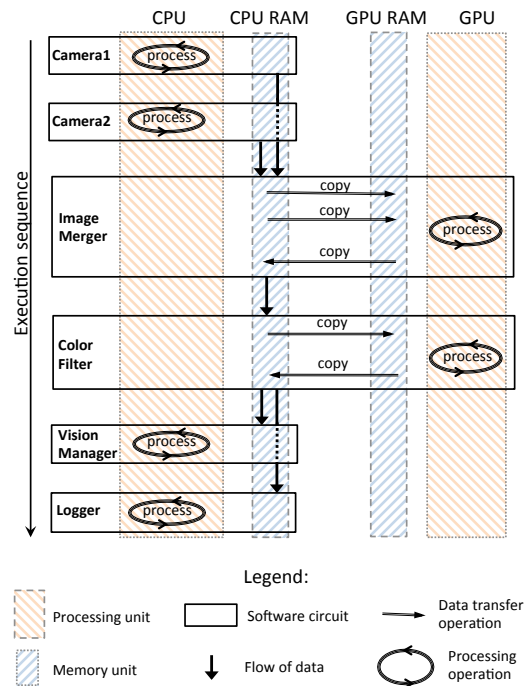 CPU CPU RAM GPU RAM GPU
Execution sequence
Camera1
process
Camera2
process
Image
Merger
copy
copy
copy
process
Color
Filter
copy
copy
process
Vision
Manager
process
Logger
process
Legend:
Processing unit
Software circuit
Data transfer
operation
Memory unit
Flow of data
Processing
operation